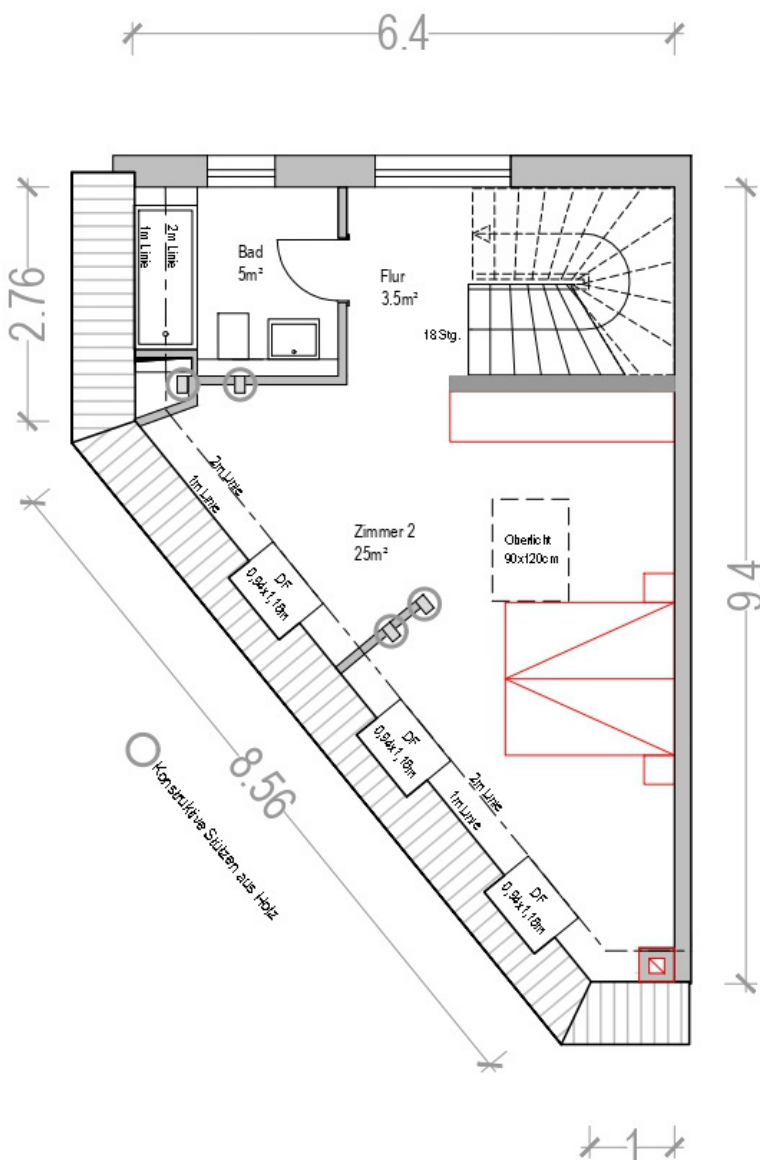 6.4
2.76
2m Linie
1m Linie
Bad
5m²
Flur
3.5m²
18 Stg.
2m Linie
1m Linie
Zimmer 2
25m²
Oberlicht
90x120cm
9.4
DF
0,94x1,18m
DF
0,94x1,18m
8.56
Konstruktive Stützen aus Holz
2m Linie
1m Linie
DF
0,94x1,18m
1